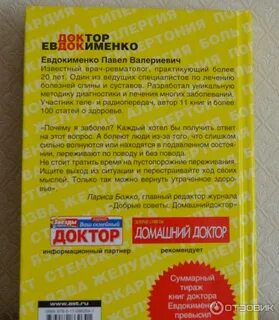 ДОКТОР
ЕВДОКИМЕНКО
Евдокименко Павел Валериевич
Известный врач-ревматолог, практикующий более
20 лет. Один из ведущих специалистов по лечению
болезней спины и суставов. Разработал уникальную
методику диагностики и лечения многих заболеваний.
Участник теле- и радиопередач, автор 11 книг и более
100 статей о здоровье.
«Почему я заболел? Каждый хотел бы получить ответ
на этот вопрос. А болеют люди из-за того, что слишком
сильно волнуются или находятся в подавленном состоя-
нии, переживают по поводу и без повода.
Не стоит тратить время на пустопорожние переживания.
Ищите выход из ситуации и перестраивайте ход своих
мыслей. Только так можно вернуть утраченное здоро-
вье».
Лариса Божко, главный редактор журнала
«Добрые советы. Домашний доктор»
ДОКТОР
информационный партнер
ДОМАШНИЙ ДОКТОР
рекомендует
Суммарный
тираж
книг доктора
Евдокименко
превысил
www.ast.ru